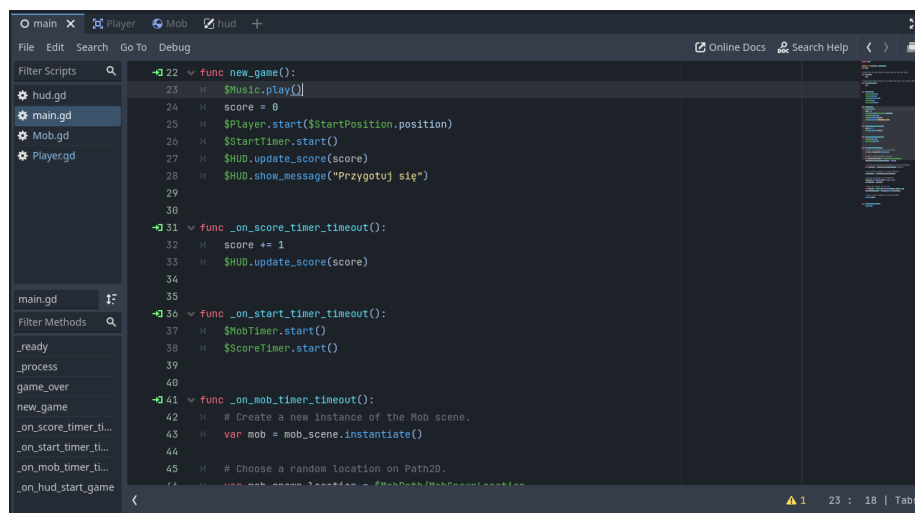 main Player Mob hud
File Edit Search Go To Debug Online Docs Search Help
Filter Scripts
hud.gd
main.gd
Mob.gd
Player.gd
main.gd
Filter Methods
_ready
_process
game_over
new_game
_on_score_timer_ti...
_on_start_timer_ti...
_on_mob_timer_ti...
_on_hud_start_game
22 func new_game():
23 $Music.play()
24 score = 0
25 $Player.start($StartPosition.position)
26 $StartTimer.start()
27 $HUD.update_score(score)
28 $HUD.show_message("Przygotuj się")
29
30
31 func _on_score_timer_timeout():
32 score += 1
33 $HUD.update_score(score)
34
35
36 func _on_start_timer_timeout():
37 $MobTimer.start()
38 $ScoreTimer.start()
39
40
41 func _on_mob_timer_timeout():
42 # Create a new instance of the Mob scene.
43 var mob = mob_scene.instantiate()
44
45 # Choose a random location on Path2D.
var mob_spawn_location = $MobPath/MobSpawnLocation
1 23 : 18 | Tabs